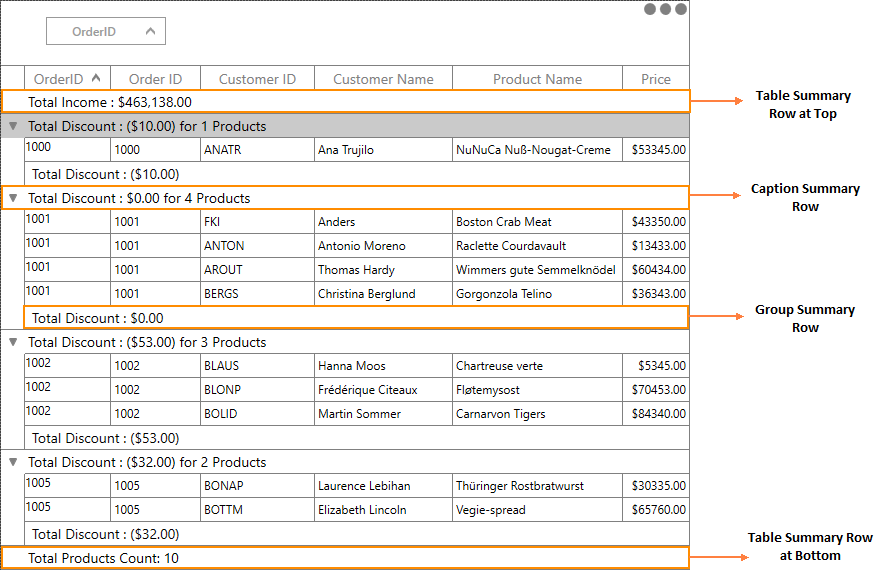 OrderID
OrderID Order ID Customer ID Customer Name Product Name Price
Total Income : $463,138.00
Table Summary
Row at Top
Total Discount : ($10.00) for 1 Products
1000 1000 ANATR Ana Trujilo NuNuCa Nuß-Nougat-Creme $53345.00
Total Discount : ($10.00)
Total Discount : $0.00 for 4 Products
Caption Summary
Row
1001 1001 FKI Anders Boston Crab Meat $43350.00
1001 1001 ANTON Antonio Moreno Raclette Courdavault $13433.00
1001 1001 AROUT Thomas Hardy Wimmers gute Semmelknödel $60434.00
1001 1001 BERGS Christina Berglund Gorgonzola Telino $36343.00
Total Discount : $0.00
Group Summary
Row
Total Discount : ($53.00) for 3 Products
1002 1002 BLAUS Hanna Moos Chartreuse verte $5345.00
1002 1002 BLONP Frédérique Citeaux Fløtemysost $70453.00
1002 1002 BOLID Martin Sommer Carnarvon Tigers $84340.00
Total Discount : ($53.00)
Total Discount : ($32.00) for 2 Products
1005 1005 BONAP Laurence Lebihan Thüringer Rostbratwurst $30335.00
1005 1005 BOTTM Elizabeth Lincoln Vegie-spread $65760.00
Total Discount : ($32.00)
Total Products Count: 10
Table Summary Row
at Bottom